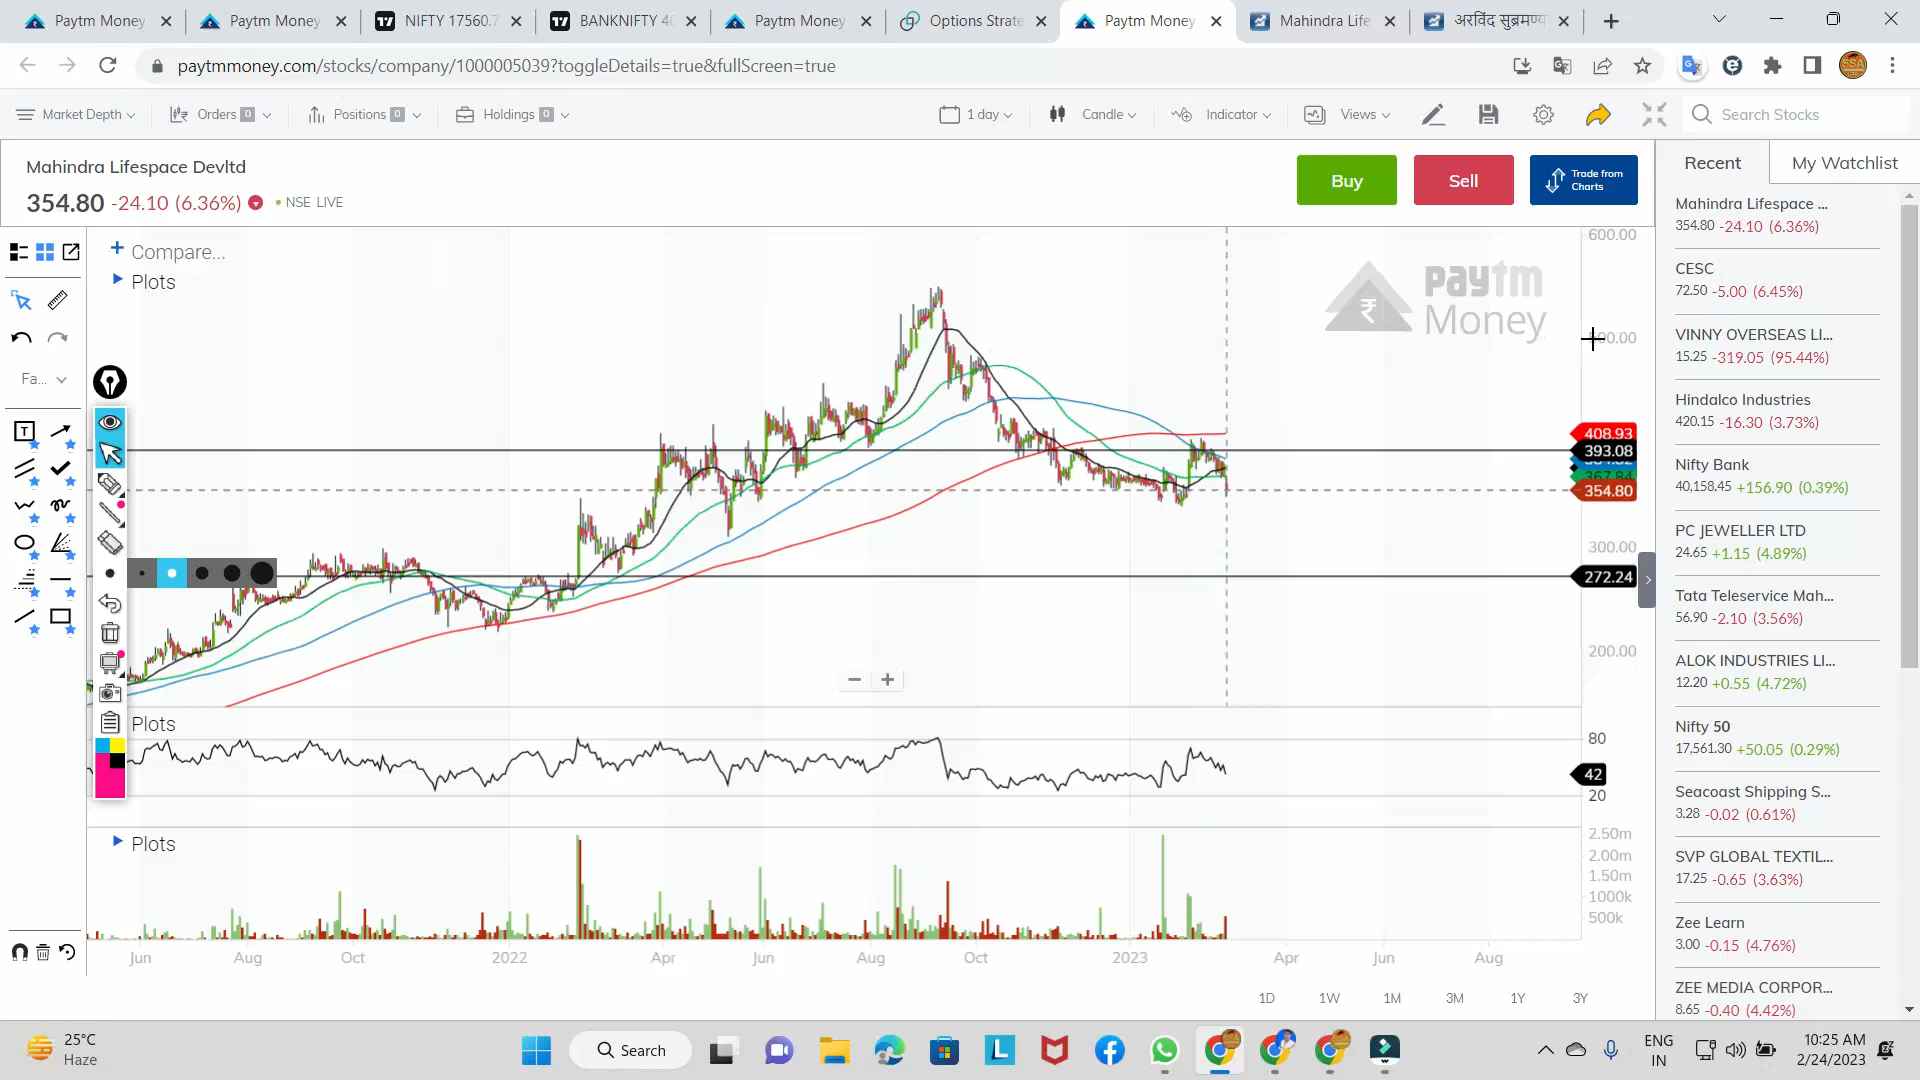 Paytm Money
Paytm Money
NIFTY 17560.7
BANKNIFTY 40
Paytm Money
Options Strate
Paytm Money
Mahindra Life
अरविंद सुब्रमण्य
paytmmoney.com/stocks/company/1000005039?toggleDetails=true&fullScreen=true
Market Depth
Orders 0
Positions 0
Holdings 0
1 day
Candle
Indicator
Views
Search Stocks
Mahindra Lifespace Devltd
354.80 -24.10 (6.36%) NSE LIVE
Buy
Sell
Trade from
Charts
Recent
My Watchlist
Mahindra Lifespace ...
354.80 -24.10 (6.36%)
CESC
72.50 -5.00 (6.45%)
VINNY OVERSEAS LI...
15.25 -319.05 (95.44%)
Hindalco Industries
420.15 -16.30 (3.73%)
Nifty Bank
40,158.45 +156.90 (0.39%)
PC JEWELLER LTD
24.65 +1.15 (4.89%)
Tata Teleservice Mah...
56.90 -2.10 (3.56%)
ALOK INDUSTRIES LI...
12.20 +0.55 (4.72%)
Nifty 50
17,561.30 +50.05 (0.29%)
Seacoast Shipping S...
3.28 -0.02 (0.61%)
SVP GLOBAL TEXTIL...
17.25 -0.65 (3.63%)
Zee Learn
3.00 -0.15 (4.76%)
ZEE MEDIA CORPOR...
8.65 -0.40 (4.42%)
Compare...
Plots
Fa...
T
paytm
Money
600.00
408.93
393.08
367.84
354.80
300.00
272.24
200.00
Plots
80
42
20
Plots
2.50m
2.00m
1.50m
1000k
500k
Jun
Aug
Oct
2022
Apr
Jun
Aug
Oct
2023
Apr
Jun
Aug
1D
1W
1M
3M
1Y
3Y
25°C
Haze
Search
ENG
IN
10:25 AM
2/24/2023